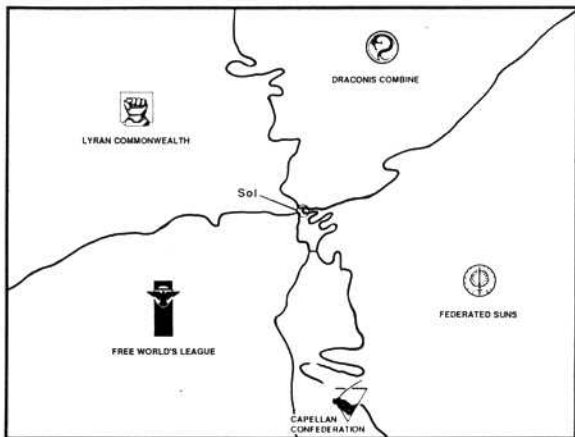 DRACONIS COMBINE
LYRAN COMMONWEALTH
Sol
FEDERATED SUNS
FREE WORLD'S LEAGUE
CAPELLAN
CONFEDERATION